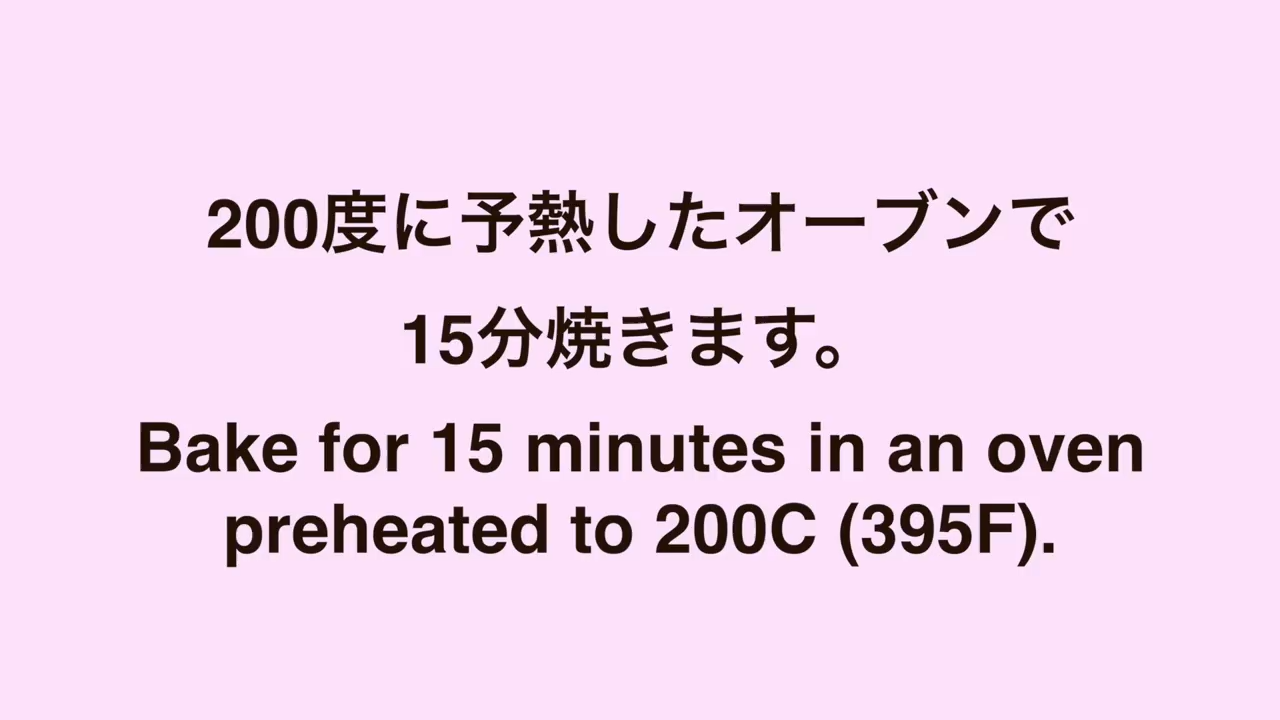 200度に予熱したオーブンで
15分焼きます。
Bake for 15 minutes in an oven
preheated to 200C (395F).